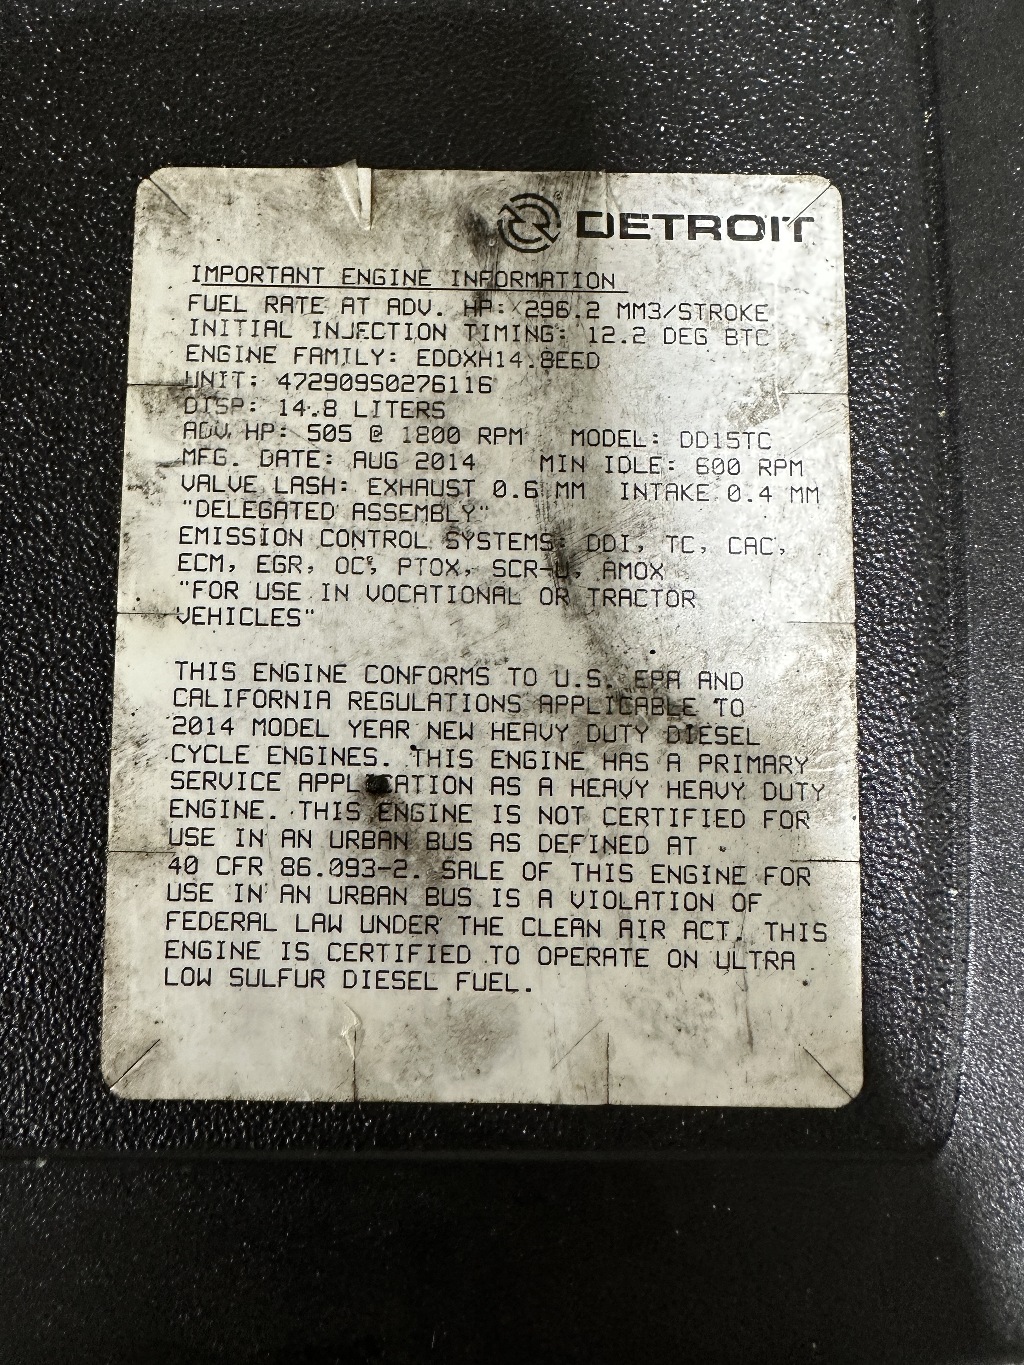 DETROIT
IMPORTANT ENGINE INFORMATION
FUEL RATE AT ADV. HP: 296.2 MM3/STROKE
INITIAL INJECTION TIMING: 12.2 DEG BTC
ENGINE FAMILY: EDDXH14.8EED
UNIT: 472909S0276116
DISP: 14.8 LITERS
ADV. HP: 505 @ 1800 RPM MODEL: DD15TC
MFG. DATE: AUG 2014 MIN IDLE: 600 RPM
VALVE LASH: EXHAUST 0.6 MM INTAKE 0.4 MM
"DELEGATED ASSEMBLY"
EMISSION CONTROL SYSTEMS: DDI, TC, CAC,
ECM, EGR, OC, PTOX, SCR-U, AMOX
"FOR USE IN VOCATIONAL OR TRACTOR
VEHICLES"
THIS ENGINE CONFORMS TO U.S. EPA AND
CALIFORNIA REGULATIONS APPLICABLE TO
2014 MODEL YEAR NEW HEAVY DUTY DIESEL
CYCLE ENGINES. THIS ENGINE HAS A PRIMARY
SERVICE APPLICATION AS A HEAVY HEAVY DUTY
ENGINE. THIS ENGINE IS NOT CERTIFIED FOR
USE IN AN URBAN BUS AS DEFINED AT
40 CFR 86.093-2. SALE OF THIS ENGINE FOR
USE IN AN URBAN BUS IS A VIOLATION OF
FEDERAL LAW UNDER THE CLEAN AIR ACT. THIS
ENGINE IS CERTIFIED TO OPERATE ON ULTRA
LOW SULFUR DIESEL FUEL.